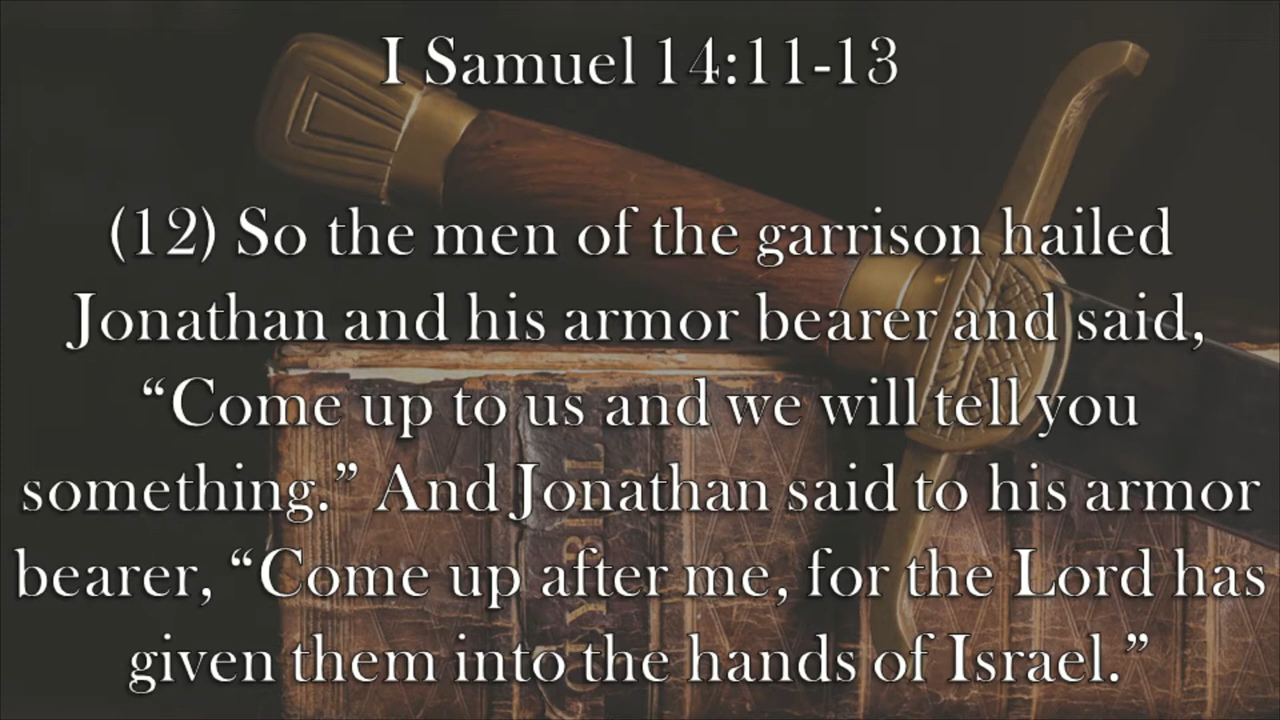 I Samuel 14:11-13
(12) So the men of the garrison hailed
Jonathan and his armor bearer and said,
“Come up to us and we will tell you
something.” And Jonathan said to his armor
bearer, “Come up after me, for the Lord has
given them into the hands of Israel.”